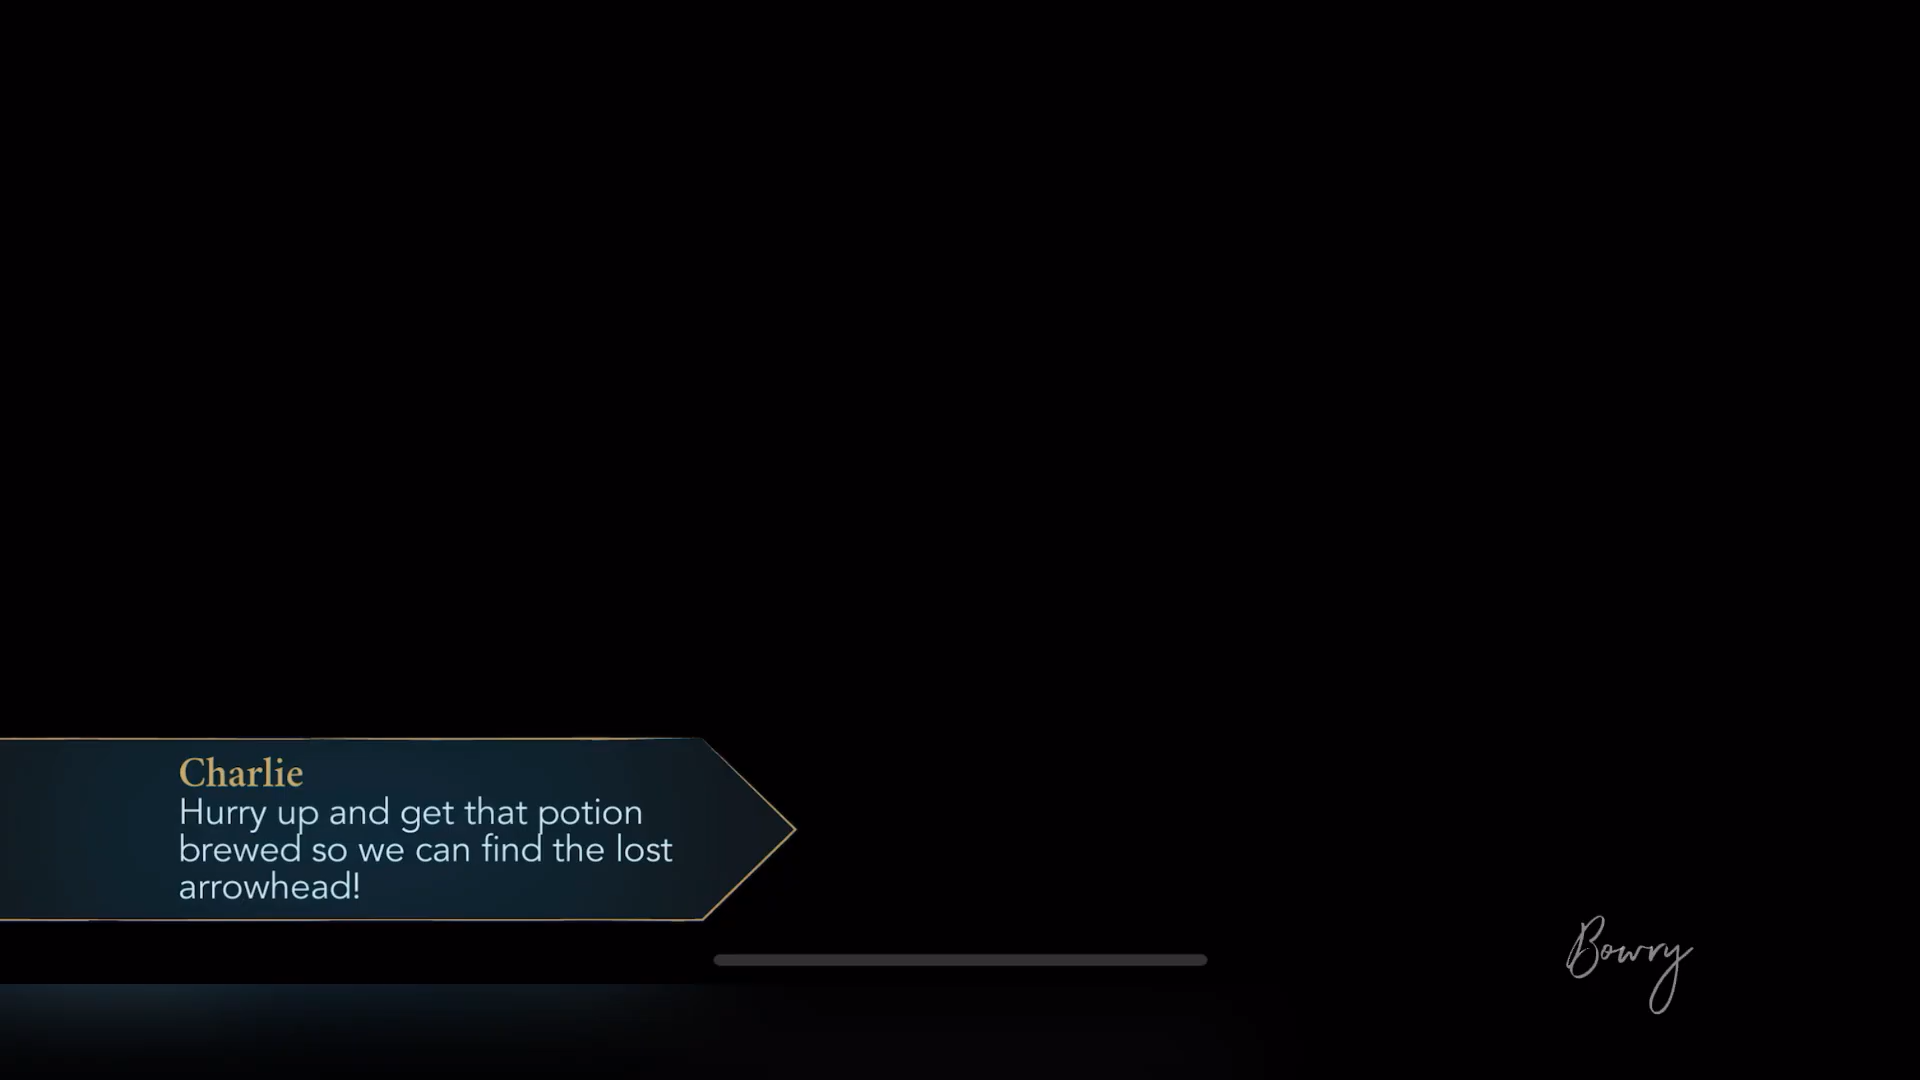 Charlie
Hurry up and get that potion
brewed so we can find the lost
arrowhead!
Bowry